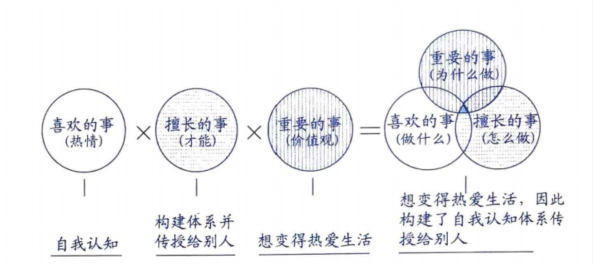 喜欢的事
(热情)
×
擅长的事
(才能)
×
重要的事
(价值观)
=
重要的事
(为什么做)
喜欢的事
(做什么)
擅长的事
(怎么做)
自我认知
构建体系并
传授给别人
想变得热爱生活
想变得热爱生活，因此
构建了自我认知体系传
授给别人